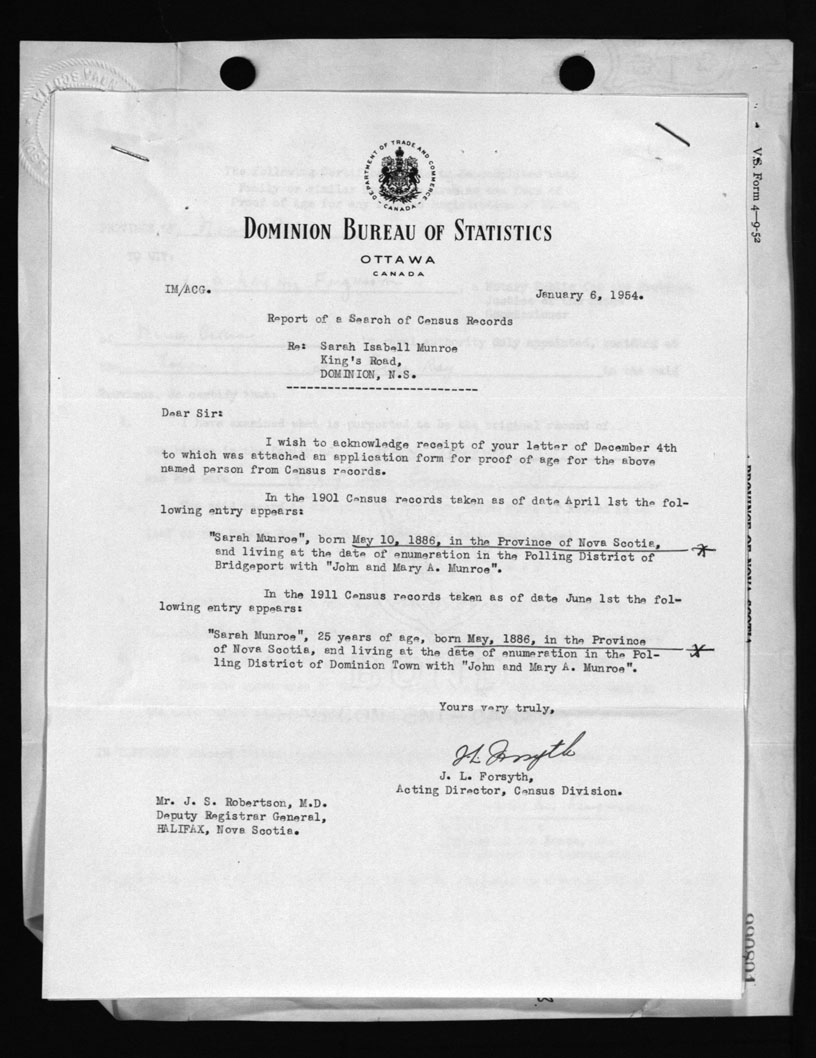 DEPARTMENT OF TRADE AND COMMERCE
CANADA
DOMINION BUREAU OF STATISTICS
OTTAWA
CANADA
IM/ACG.
January 6, 1954.
Report of a Search of Census Records
Re: Sarah Isabell Munroe
King's Road,
DOMINION, N.S.
Dear Sir:
I wish to acknowledge receipt of your letter of December 4th
to which was attached an application form for proof of age for the above
named person from Census records.
In the 1901 Census records taken as of date April 1st the fol-
lowing entry appears:
"Sarah Munroe", born May 10, 1886, in the Province of Nova Scotia,
and living at the date of enumeration in the Polling District of
Bridgeport with "John and Mary A. Munroe".
In the 1911 Census records taken as of date June 1st the fol-
lowing entry appears:
"Sarah Munroe", 25 years of age, born May, 1886, in the Province
of Nova Scotia, and living at the date of enumeration in the Pol-
ling District of Dominion Town with "John and Mary A. Munroe".
Yours very truly,
J L Forsyth
J. L. Forsyth,
Acting Director, Census Division.
Mr. J. S. Robertson, M.D.
Deputy Registrar General,
HALIFAX, Nova Scotia.
V.S. Form 4-9-52